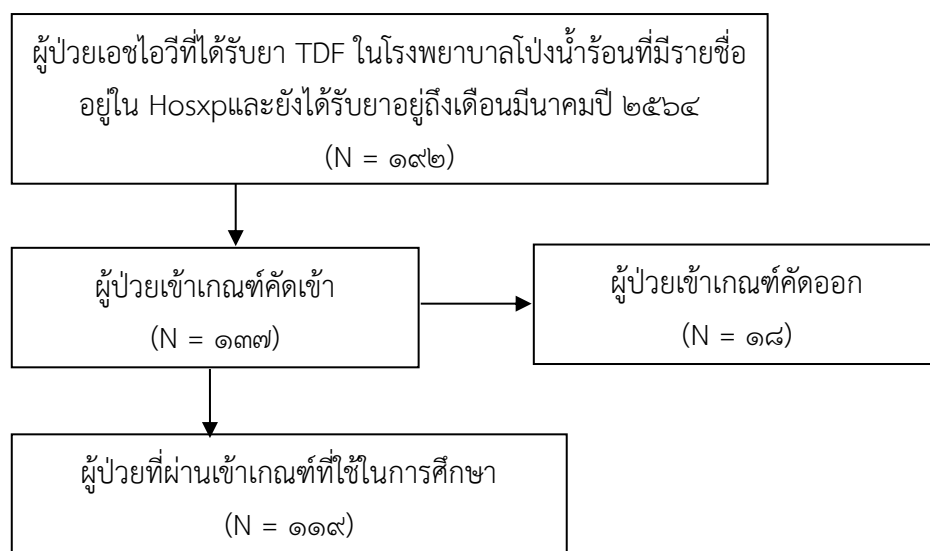 ผู้ป่วยเอชไอวีที่ได้รับยา TDF ในโรงพยาบาลโป่งน้ำร้อนที่มีรายชื่อ
อยู่ใน Hosxpและยังได้รับยาอยู่ถึงเดือนมีนาคมปี ๒๕๖๔
(N = ๑๙๒)
ผู้ป่วยเข้าเกณฑ์คัดเข้า
(N = ๑๓๗)
ผู้ป่วยเข้าเกณฑ์คัดออก
(N = ๑๘)
ผู้ป่วยที่ผ่านเข้าเกณฑ์ที่ใช้ในการศึกษา
(N = ๑๑๙)